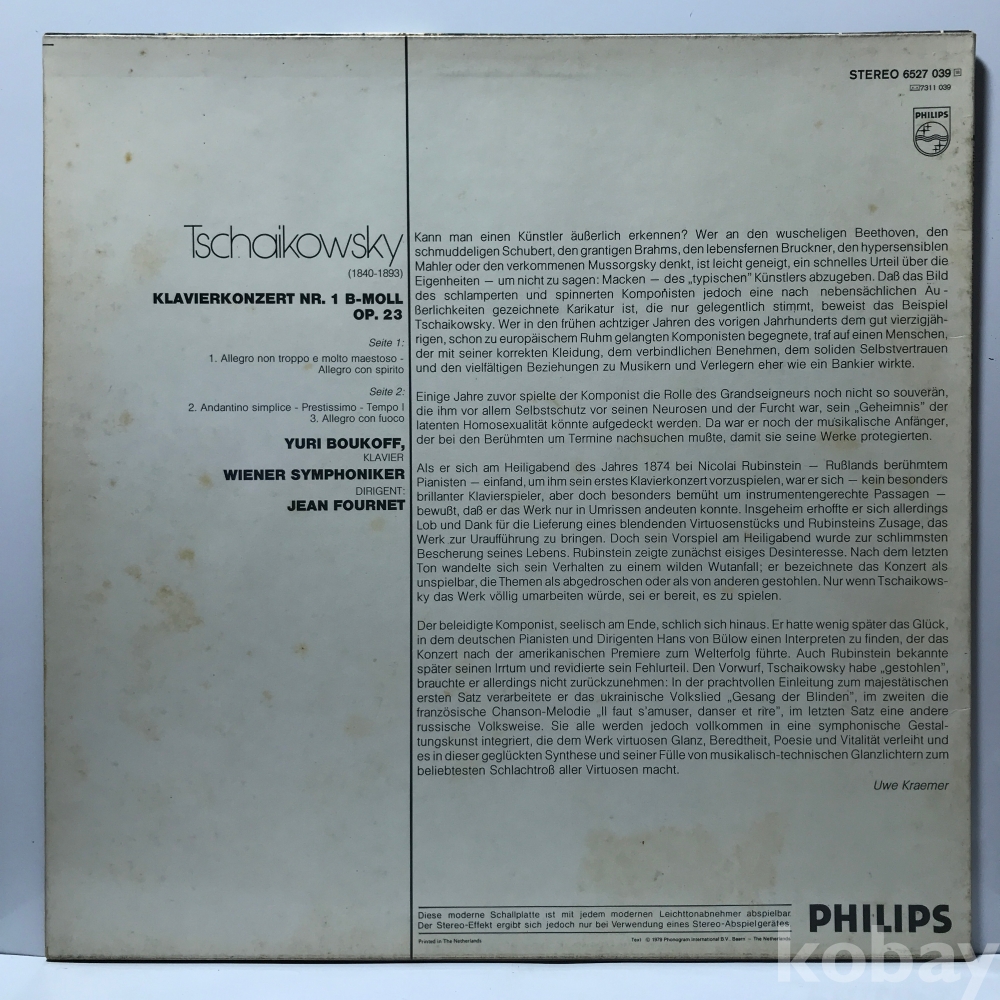 STEREO 6527 039
7311 039
PHILIPS
Tschaikowsky
(1840-1893)
KLAVIERKONZERT NR. 1 B-MOLL
OP. 23
Seite 1:
1. Allegro non troppo e molto maestoso -
Allegro con spirito
Seite 2:
2. Andantino simplice - Prestissimo - Tempo I
3. Allegro con fuoco
YURI BOUKOFF,
KLAVIER
WIENER SYMPHONIKER
DIRIGENT:
JEAN FOURNET
Kann man einen Künstler äußerlich erkennen? Wer an den wuscheligen Beethoven, den
schmuddeligen Schubert, den grantigen Brahms, den lebensfernen Bruckner, den hypersensiblen
Mahler oder den verkommenen Mussorgsky denkt, ist leicht geneigt, ein schnelles Urteil über die
Eigenheiten — um nicht zu sagen: Macken — des „typischen" Künstlers abzugeben. Daß das Bild
des schlamperten und spinnerten Komponisten jedoch eine nach nebensächlichen Äu-
ßerlichkeiten gezeichnete Karikatur ist, die nur gelegentlich stimmt, beweist das Beispiel
Tschaikowsky. Wer in den frühen achtziger Jahren des vorigen Jahrhunderts dem gut vierzigjäh-
rigen, schon zu europäischem Ruhm gelangten Komponisten begegnete, traf auf einen Menschen,
der mit seiner korrekten Kleidung, dem verbindlichen Benehmen, dem soliden Selbstvertrauen
und den vielfältigen Beziehungen zu Musikern und Verlegern eher wie ein Bankier wirkte.
Einige Jahre zuvor spielte der Komponist die Rolle des Grandseigneurs noch nicht so souverän,
die ihm vor allem Selbstschutz vor seinen Neurosen und der Furcht war, sein „Geheimnis" der
latenten Homosexualität könnte aufgedeckt werden. Da war er noch der musikalische Anfänger,
der bei den Berühmten um Termine nachsuchen mußte, damit sie seine Werke protegierten.
Als er sich am Heiligabend des Jahres 1874 bei Nicolai Rubinstein — Rußlands berühmtem
Pianisten — einfand, um ihm sein erstes Klavierkonzert vorzuspielen, war er sich — kein besonders
brillanter Klavierspieler, aber doch besonders bemüht um instrumentengerechte Passagen —
bewußt, daß er das Werk nur in Umrissen andeuten konnte. Insgeheim erhoffte er sich allerdings
Lob und Dank für die Lieferung eines blendenden Virtuosenstücks und Rubinsteins Zusage, das
Werk zur Uraufführung zu bringen. Doch sein Vorspiel am Heiligabend wurde zur schlimmsten
Bescherung seines Lebens. Rubinstein zeigte zunächst eisiges Desinteresse. Nach dem letzten
Ton wandelte sich sein Verhalten zu einem wilden Wutanfall; er bezeichnete das Konzert als
unspielbar, die Themen als abgedroschen oder als von anderen gestohlen. Nur wenn Tschaikows-
ky das Werk völlig umarbeiten würde, sei er bereit, es zu spielen.
Der beleidigte Komponist, seelisch am Ende, schlich sich hinaus. Er hatte wenig später das Glück,
in dem deutschen Pianisten und Dirigenten Hans von Bülow einen Interpreten zu finden, der das
Konzert nach der amerikanischen Premiere zum Welterfolg führte. Auch Rubinstein bekannte
später seinen Irrtum und revidierte sein Fehlurteil. Den Vorwurf, Tschaikowsky habe „gestohlen",
brauchte er allerdings nicht zurückzunehmen: In der prachtvollen Einleitung zum majestätischen
ersten Satz verarbeitete er das ukrainische Volkslied „Gesang der Blinden", im zweiten die
französische Chanson-Melodie „Il faut s'amuser, danser et rire", im letzten Satz eine andere
russische Volksweise. Sie alle werden jedoch vollkommen in eine symphonische Gestal-
tungskunst integriert, die dem Werk virtuosen Glanz, Beredtheit, Poesie und Vitalität verleiht und
es in dieser geglückten Synthese und seiner Fülle von musikalisch-technischen Glanzlichtern zum
beliebtesten Schlachtroß aller Virtuosen macht.
Uwe Kraemer
Diese moderne Schallplatte ist mit jedem modernen Leichttonabnehmer abspielbar.
Der Stereo-Effekt ergibt sich jedoch nur bei Verwendung eines Stereo-Abspielgerätes.
PHILIPS
Printed in The Netherlands
Text © 1979 Phonogram International B.V., Baarn — The Netherlands
kobay